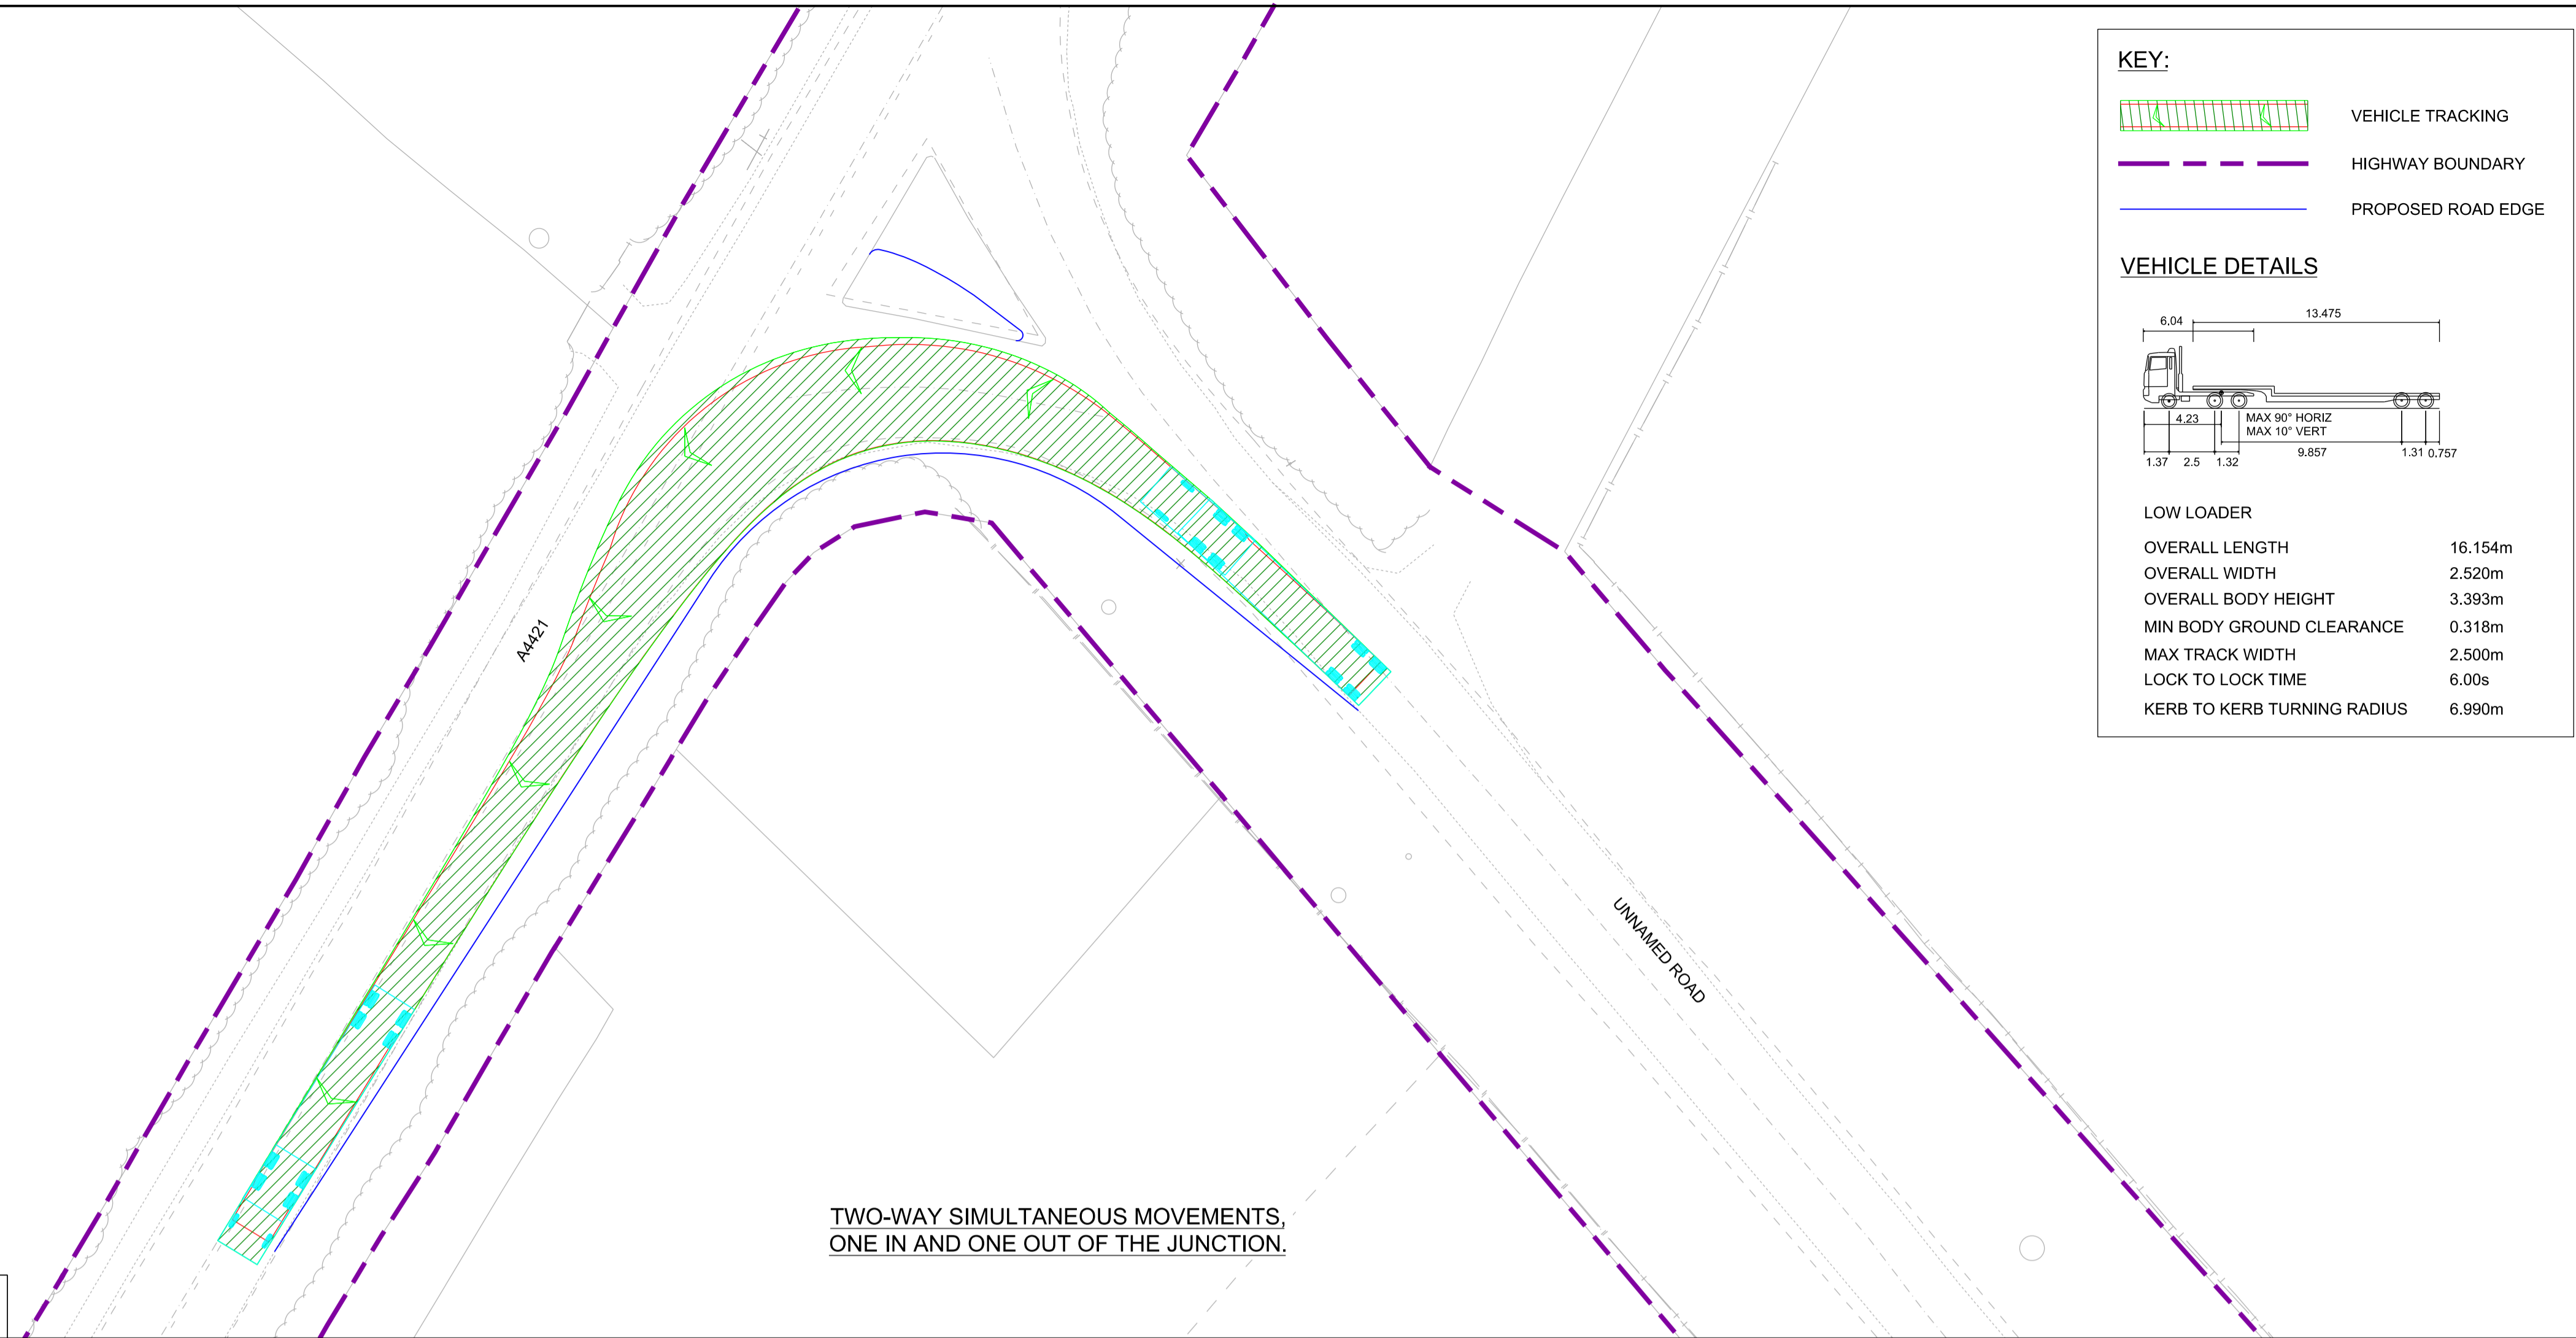 KEY:
VEHICLE TRACKING
HIGHWAY BOUNDARY
PROPOSED ROAD EDGE
VEHICLE DETAILS
13.475
6.04
4.23
MAX 90° HORIZ
MAX 10° VERT
1.37
2.5
1.32
9.857
1.31
0.757
LOW LOADER
OVERALL LENGTH 16.154m
OVERALL WIDTH 2.520m
OVERALL BODY HEIGHT 3.393m
MIN BODY GROUND CLEARANCE 0.318m
MAX TRACK WIDTH 2.500m
LOCK TO LOCK TIME 6.00s
KERB TO KERB TURNING RADIUS 6.990m
A4421
UNNAMED ROAD
TWO-WAY SIMULTANEOUS MOVEMENTS,
ONE IN AND ONE OUT OF THE JUNCTION.